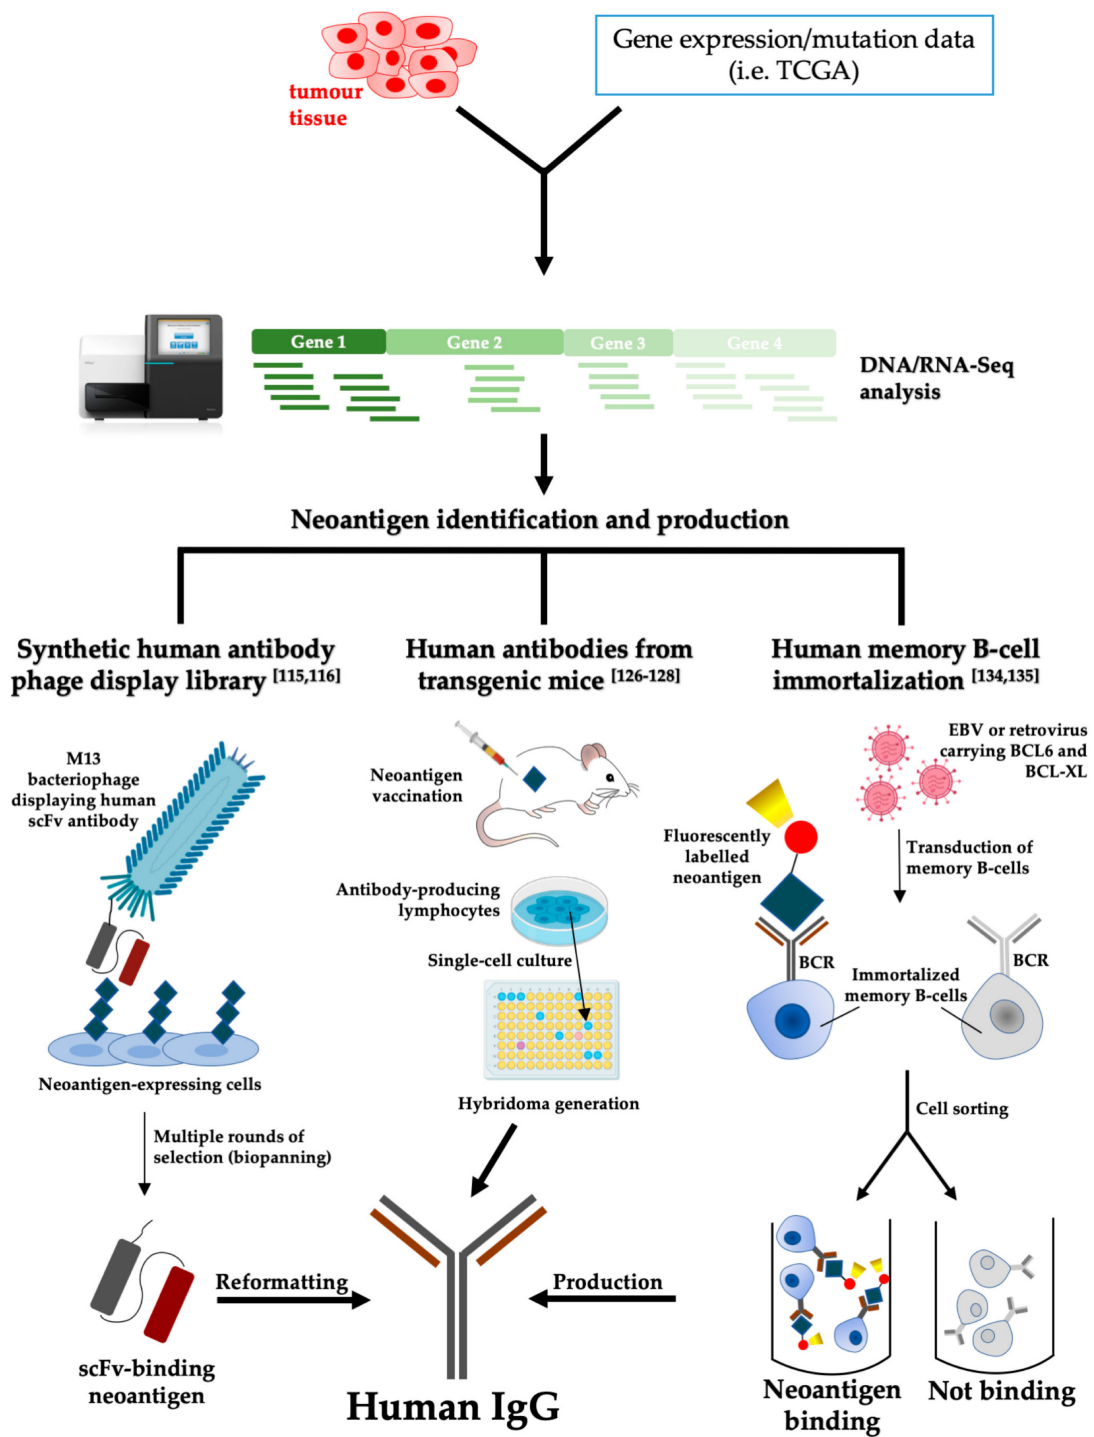 tumour
tissue
Gene expression/mutation data
(i.e. TCGA)
Gene 1
Gene 2
Gene 3
Gene 4
DNA/RNA-Seq
analysis
Neoantigen identification and production
Synthetic human antibody
phage display library [115,116]
Human antibodies from
transgenic mice [126-128]
Human memory B-cell
immortalization [134,135]
M13
bacteriophage
displaying human
scFv antibody
Neoantigen-expressing cells
Multiple rounds of
selection (biopanning)
scFv-binding
neoantigen
Reformatting
Neoantigen
vaccination
Antibody-producing
lymphocytes
Single-cell culture
Hybridoma generation
Human IgG
EBV or retrovirus
carrying BCL6 and
BCL-XL
Fluorescently
labelled
neoantigen
Transduction of
memory B-cells
BCR
BCR
Immortalized
memory B-cells
Cell sorting
Production
Neoantigen
binding
Not binding